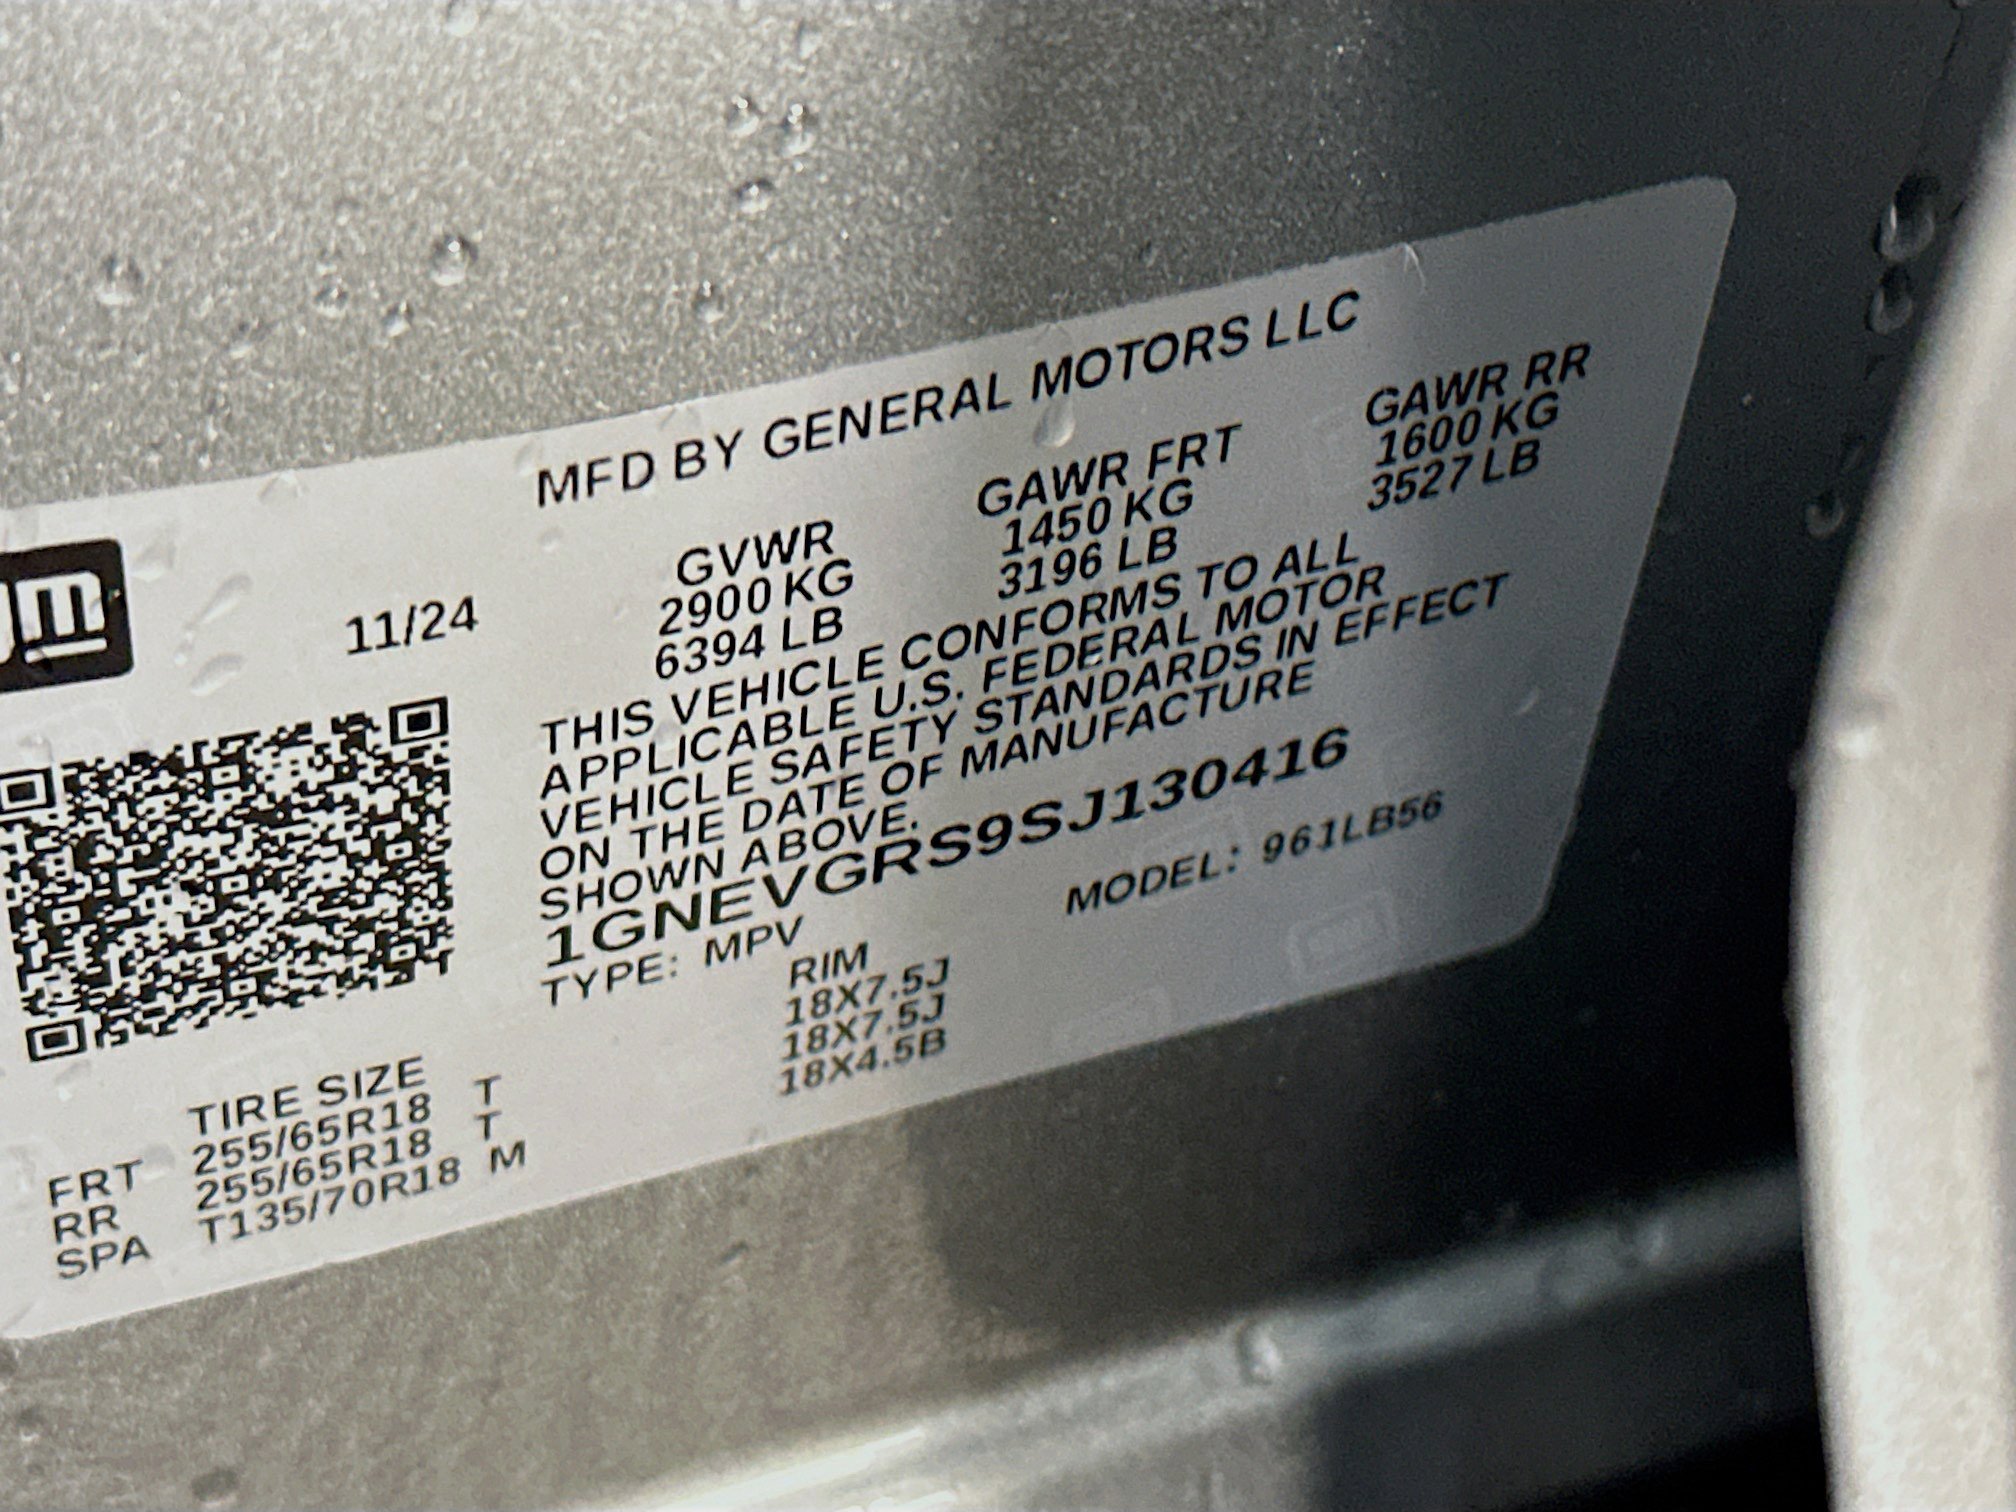 MFD BY GENERAL MOTORS LLC
11/24
GVWR GAWR FRT GAWR RR
2900 KG 1450 KG 1600 KG
6394 LB 3196 LB 3527 LB
THIS VEHICLE CONFORMS TO ALL
APPLICABLE U.S. FEDERAL MOTOR
VEHICLE SAFETY STANDARDS IN EFFECT
ON THE DATE OF MANUFACTURE
SHOWN ABOVE.
1GNEVGRS9SJ130416
TYPE: MPV MODEL: 961LB56
TIRE SIZE RIM
FRT 255/65R18 T 18X7.5J
RR 255/65R18 T 18X7.5J
SPA T135/70R18 M 18X4.5B